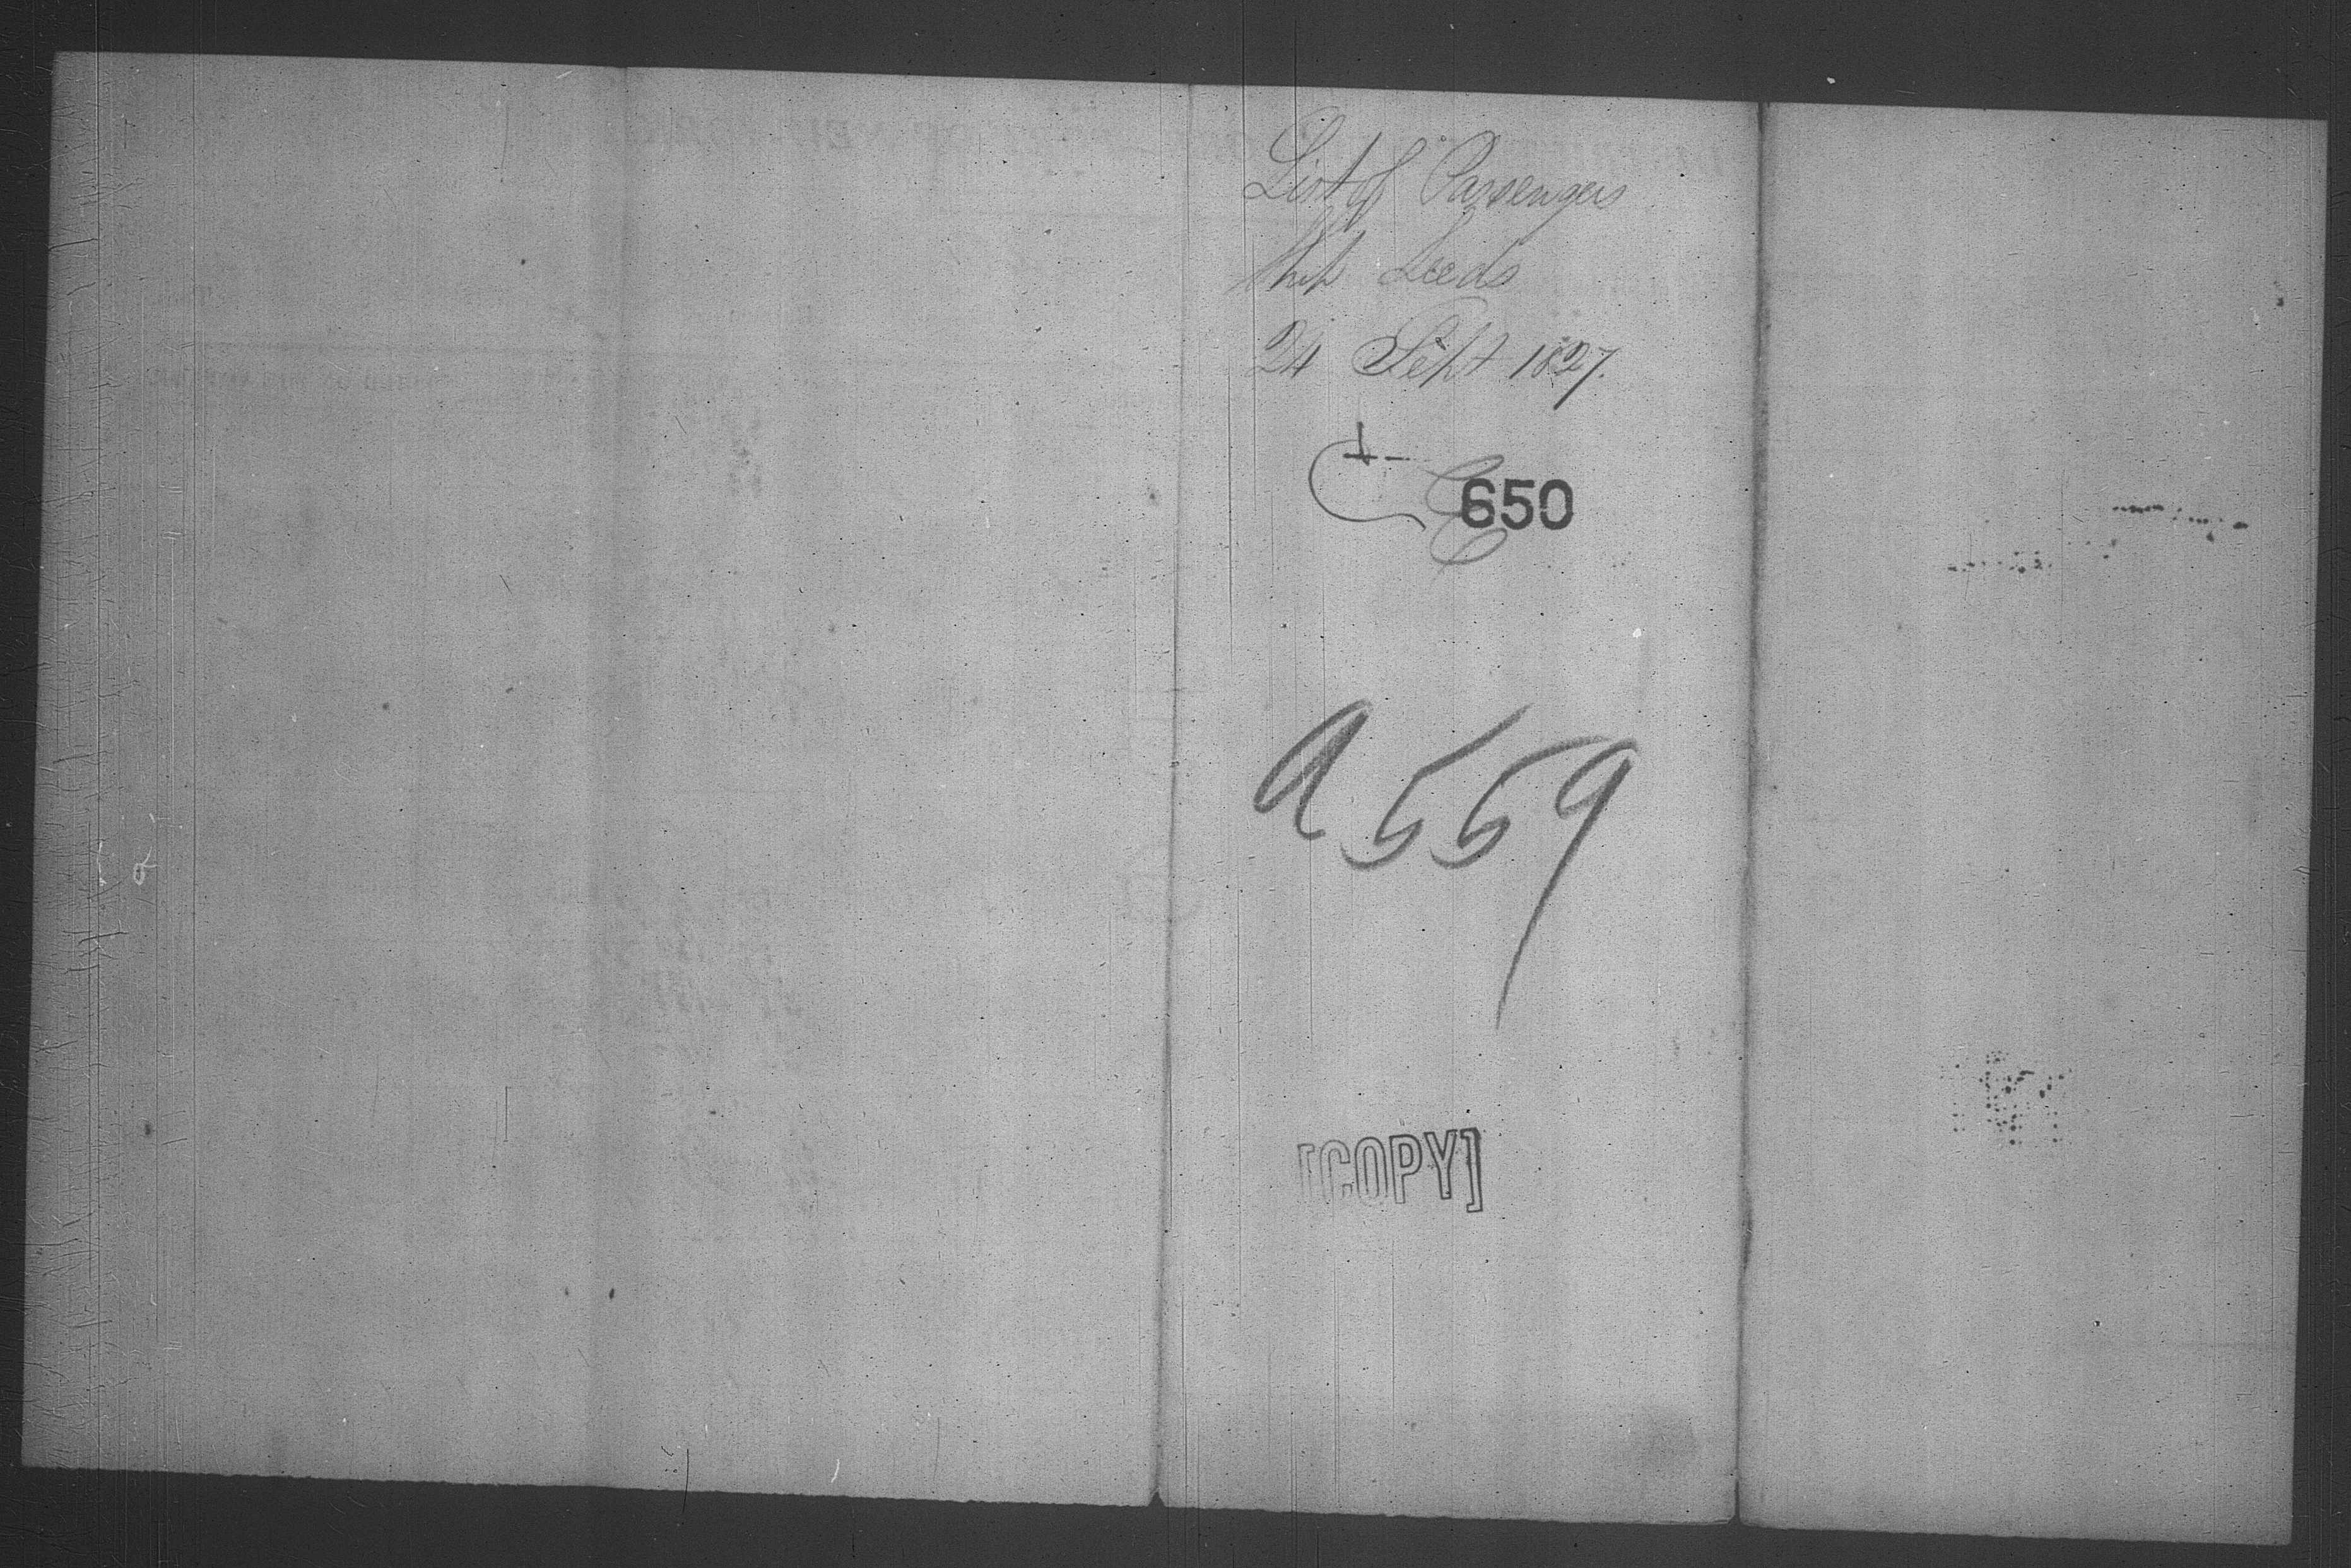 List of Passengers
Ship Leeds
24 Sept 1827.
650
a 559
[COPY]